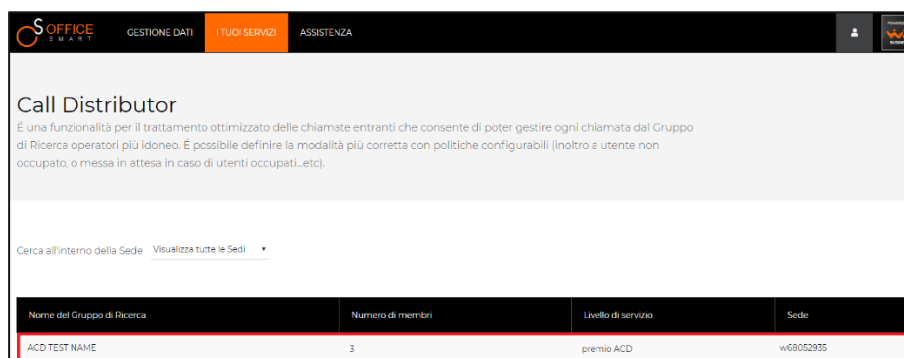 OFFICE
SMART
GESTIONE DATI
I TUOI SERVIZI
ASSISTENZA
Call Distributor
É una funzionalità per il trattamento ottimizzato delle chiamate entranti che consente di poter gestire ogni chiamata dal Gruppo
di Ricerca operatori più idoneo. É possibile definire la modalità più corretta con politiche configurabili (inoltro a utente non
occupato, o messa in attesa in caso di utenti occupati...etc).
Cerca all'interno della Sede Visualizza tutte le Sedi
Nome del Gruppo di Ricerca Numero di membri Livello di servizio Sede
ACD TEST NAME 3 premio ACD w68052935